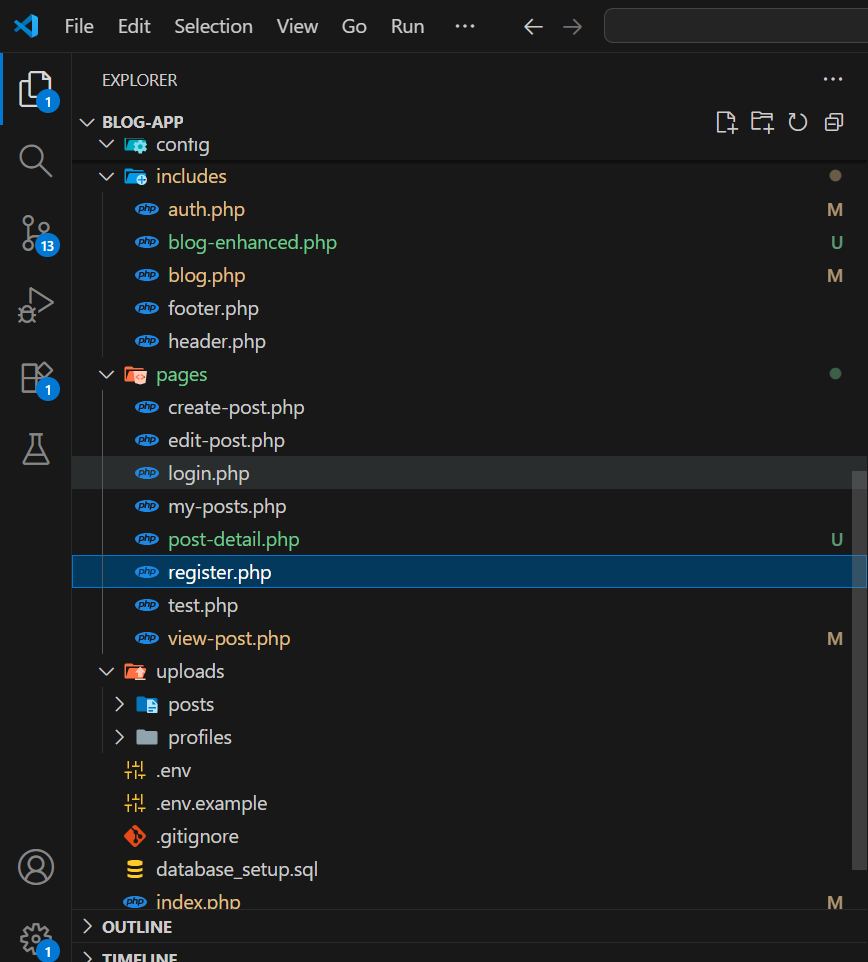 File Edit Selection View Go Run
EXPLORER
1
BLOG-APP
config
includes
php auth.php M
13
php blog-enhanced.php U
php blog.php M
php footer.php
php header.php
pages
1
php create-post.php
php edit-post.php
php login.php
php my-posts.php
php post-detail.php U
php register.php
php test.php
php view-post.php M
uploads
posts
profiles
.env
.env.example
.gitignore
database_setup.sql
php index.php M
OUTLINE
1
TIMELINE